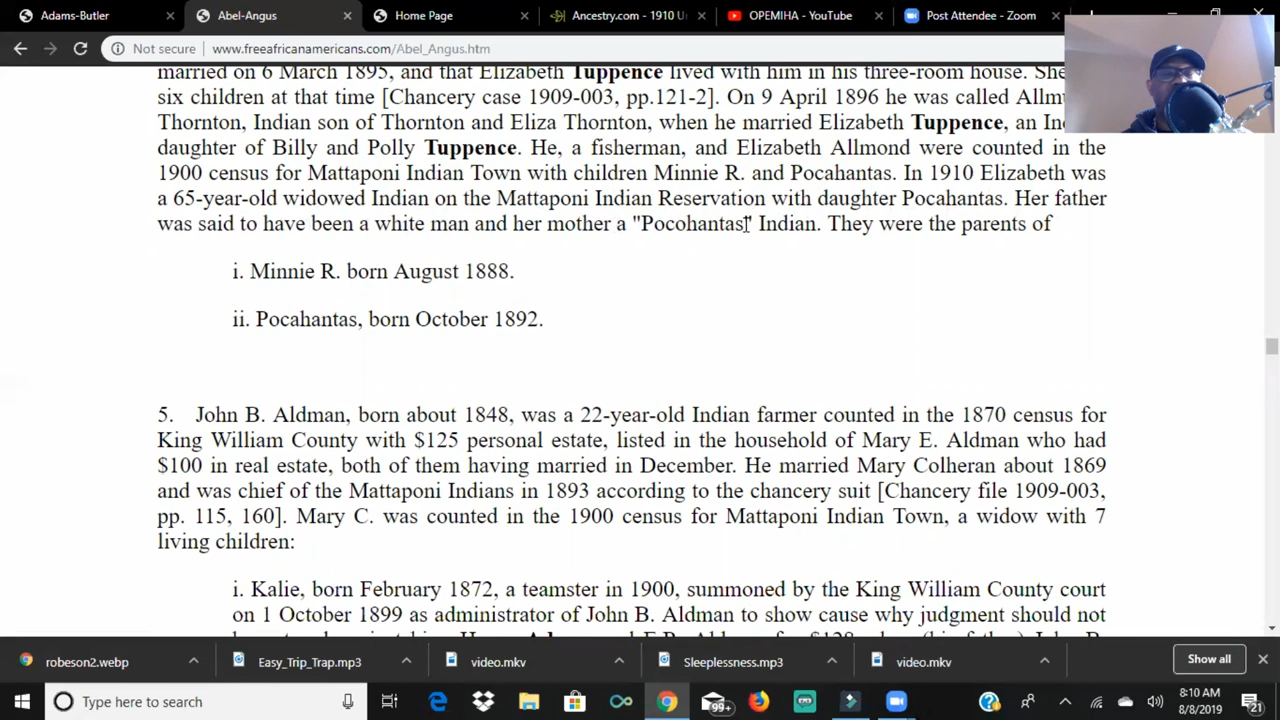 Adams-Butler
Abel-Angus
Home Page
Ancestry.com - 1910 U
OPEMIHA - YouTube
Post Attendee - Zoom
Not secure
www.freeafricanamericans.com/Abel_Angus.htm
married on 6 March 1895, and that Elizabeth Tuppence lived with him in his three-room house. She
six children at that time [Chancery case 1909-003, pp.121-2]. On 9 April 1896 he was called Allm
Thornton, Indian son of Thornton and Eliza Thornton, when he married Elizabeth Tuppence, an In
daughter of Billy and Polly Tuppence. He, a fisherman, and Elizabeth Allmond were counted in the
1900 census for Mattaponi Indian Town with children Minnie R. and Pocahantas. In 1910 Elizabeth was
a 65-year-old widowed Indian on the Mattaponi Indian Reservation with daughter Pocahantas. Her father
was said to have been a white man and her mother a "Pocohantas" Indian. They were the parents of
i. Minnie R. born August 1888.
ii. Pocahantas, born October 1892.
5. John B. Aldman, born about 1848, was a 22-year-old Indian farmer counted in the 1870 census for
King William County with $125 personal estate, listed in the household of Mary E. Aldman who had
$100 in real estate, both of them having married in December. He married Mary Colheran about 1869
and was chief of the Mattaponi Indians in 1893 according to the chancery suit [Chancery file 1909-003,
pp. 115, 160]. Mary C. was counted in the 1900 census for Mattaponi Indian Town, a widow with 7
living children:
i. Kalie, born February 1872, a teamster in 1900, summoned by the King William County court
on 1 October 1899 as administrator of John B. Aldman to show cause why judgment should not
robeson2.webp
Easy_Trip_Trap.mp3
video.mkv
Sleeplessness.mp3
video.mkv
Show all
Type here to search
99+
8:10 AM
8/8/2019
21